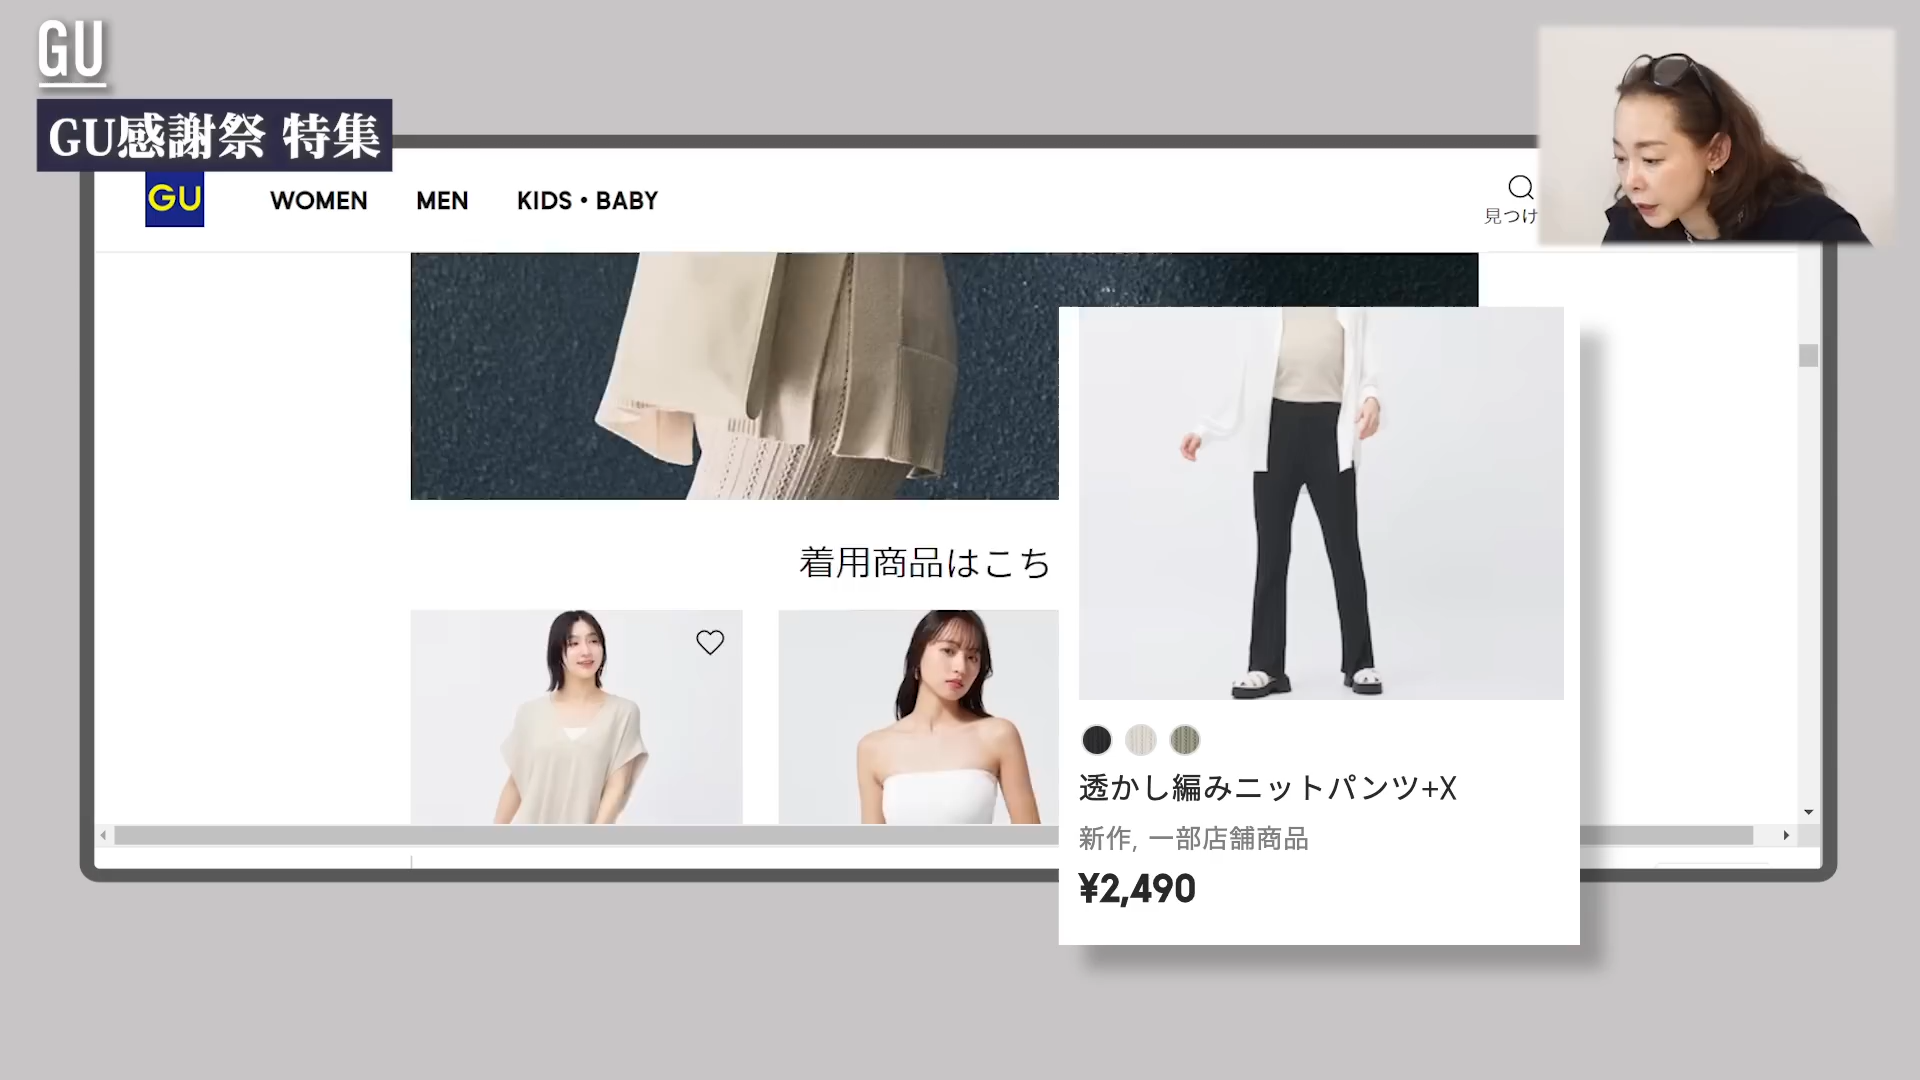 GU
GU感謝祭 特集
GU
WOMEN MEN KIDS・BABY
見つけ
着用商品はこち
透かし編みニットパンツ+X
新作, 一部店舗商品
¥2,490